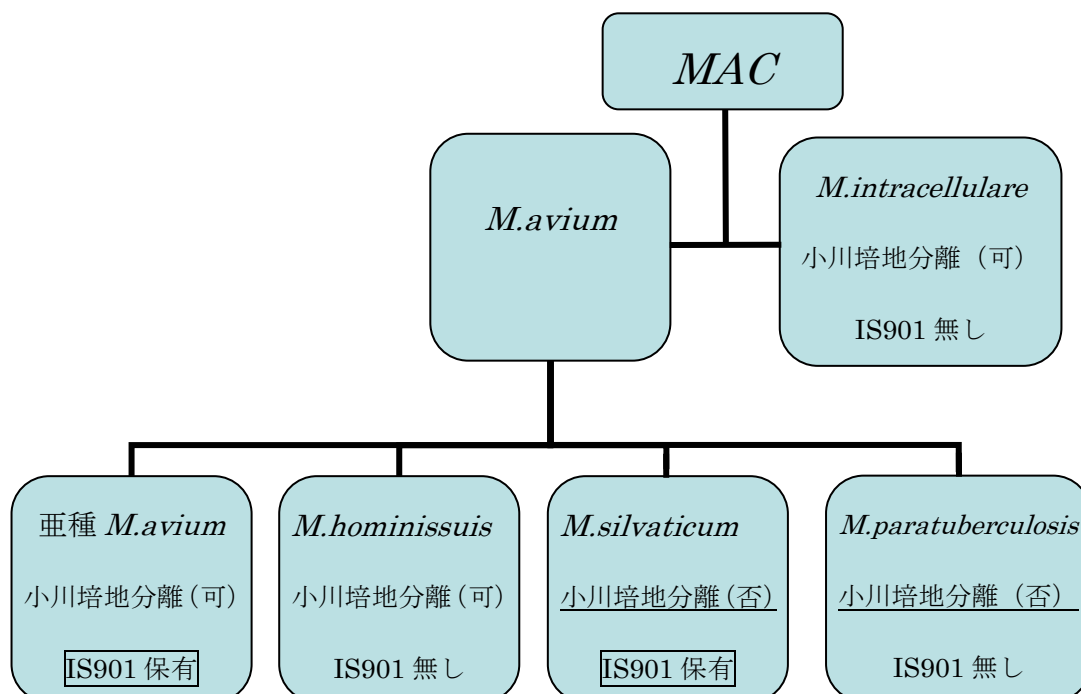 MAC
M.avium
M.intracellulare
小川培地分離（可）
IS901 無し
亜種 M.avium
小川培地分離（可）
IS901 保有
M.hominissuis
小川培地分離（可）
IS901 無し
M.silvaticum
小川培地分離（否）
IS901 保有
M.paratuberculosis
小川培地分離（否）
IS901 無し